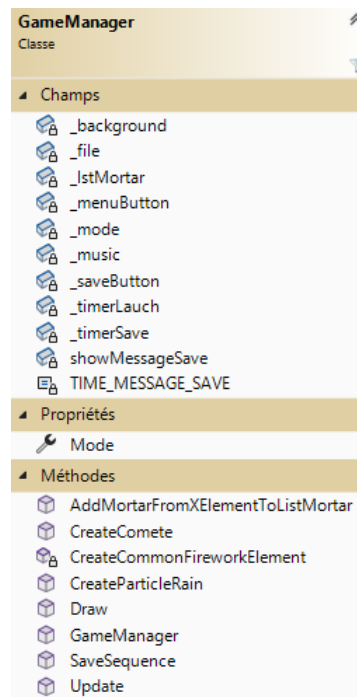 GameManager
Classe
Champs
_background
_file
_lstMortar
_menuButton
_mode
_music
_saveButton
_timerLauch
_timerSave
showMessageSave
TIME_MESSAGE_SAVE
Propriétés
Mode
Méthodes
AddMortarFromXElementToListMortar
CreateComete
CreateCommonFireworkElement
CreateParticleRain
Draw
GameManager
SaveSequence
Update